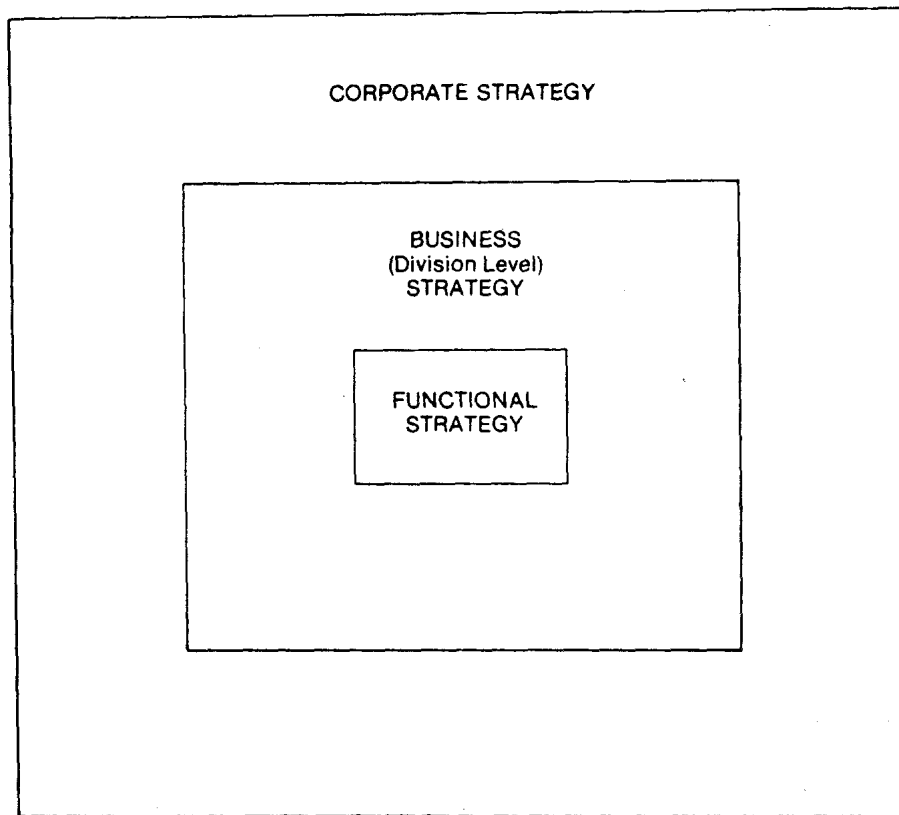 CORPORATE STRATEGY
BUSINESS
(Division Level)
STRATEGY
FUNCTIONAL
STRATEGY